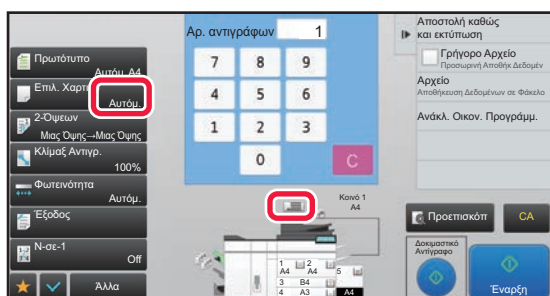 Πρωτότυπο
Αυτόμ. A4
Επιλ. Χαρτι
Αυτόμ.
2-Όψεων
Μιας Όψης→Μιας Όψης
Κλίμαξ Αντιγρ.
100%
Φωτεινότητα
Αυτόμ.
Έξοδος
N-σε-1
Off
Άλλα
Αρ. αντιγράφων 1
7 8 9
4 5 6
1 2 3
0 C
Κοινό 1
A4
1 2
A4 A4 5
3 B4
4 A3 A4
Αποστολή καθώς
και εκτύπωση
Γρήγορο Αρχείο
Προσωρινή Αποθήκ Δεδομέν
Αρχείο
Αποθήκευση Δεδομένων σε Φάκελο
Ανάκλ. Οικον. Προγράμμ.
Προεπισκόπ
CA
Δοκιμαστικό
Αντίγραφο
Έναρξη